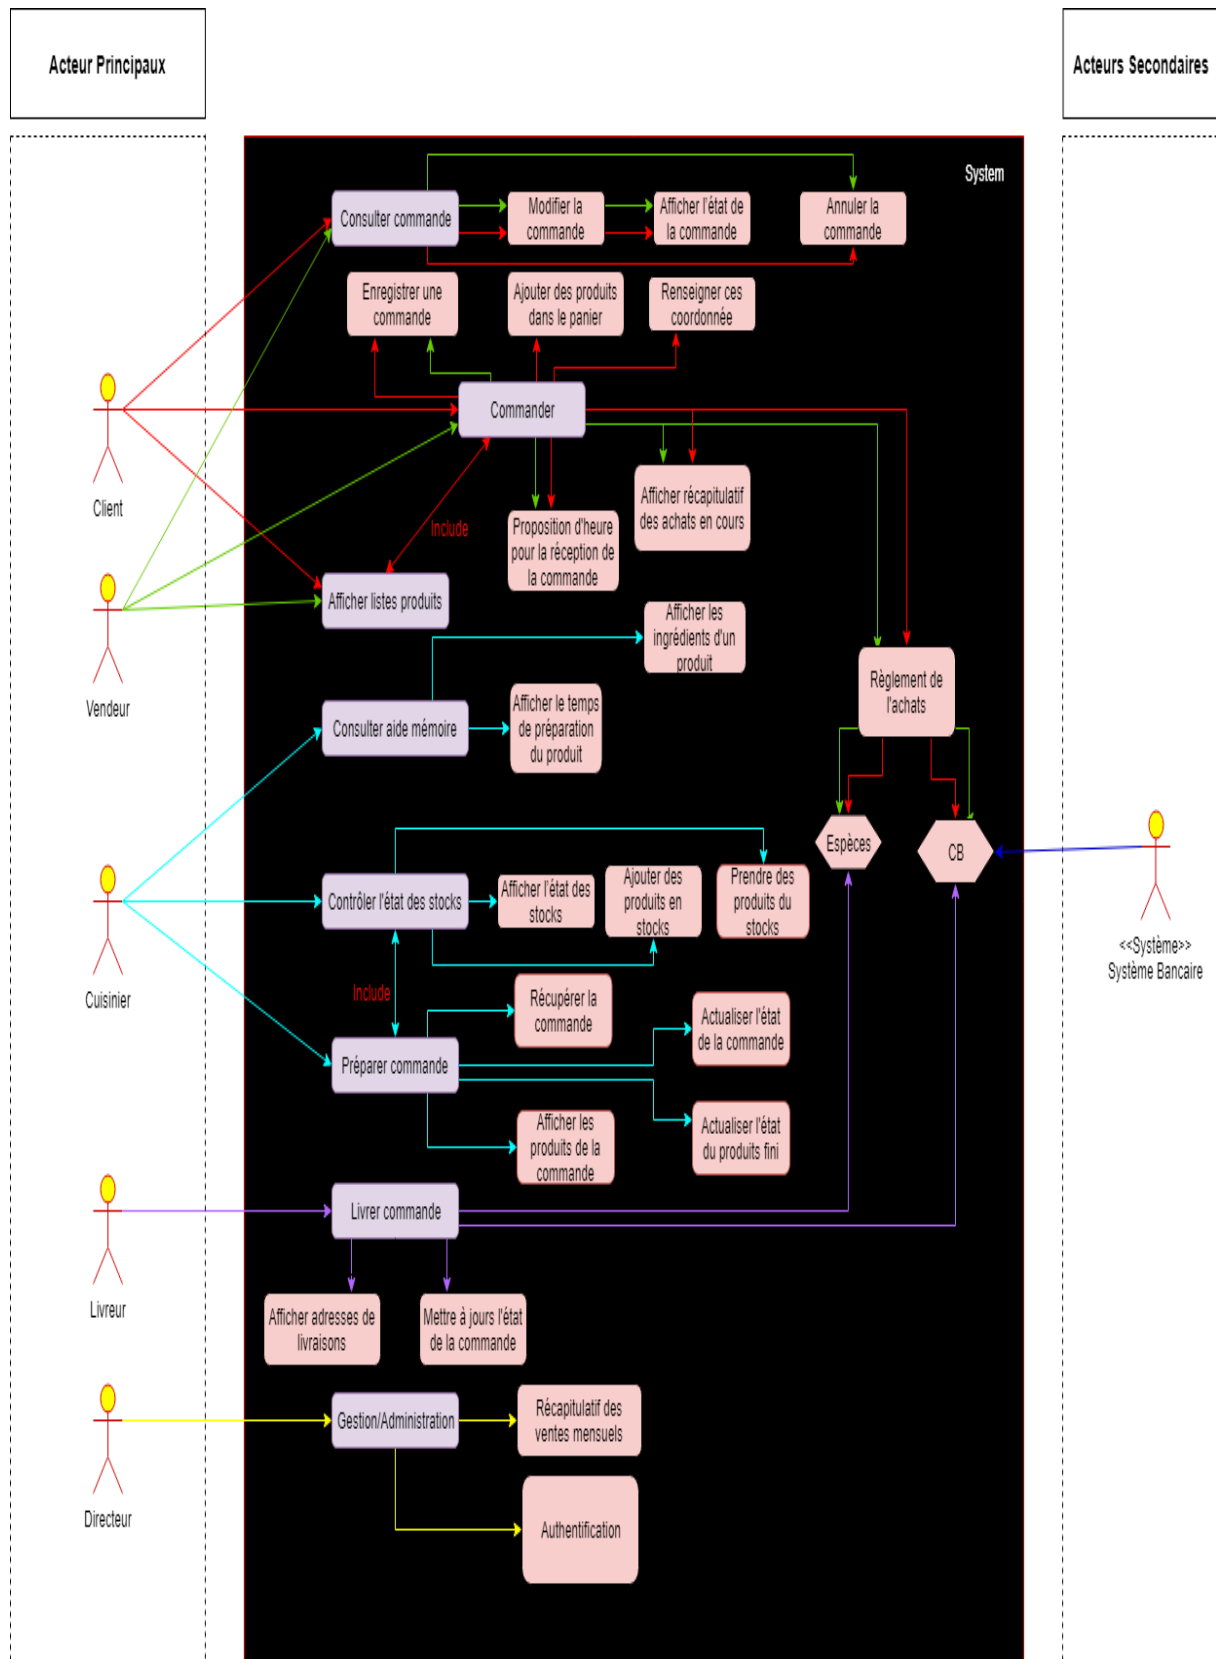 Acteur Principaux
Acteurs Secondaires
System
Consulter commande
Modifier la
commande
Afficher l'état de
la commande
Annuler la
commande
Enregistrer une
commande
Ajouter des produits
dans le panier
Renseigner ces
coordonnée
Commander
Client
Include
Proposition d'heure
pour la réception de
la commande
Afficher récapitulatif
des achats en cours
Afficher listes produits
Vendeur
Afficher les
ingrédients d'un
produit
Règlement de
l'achats
Consulter aide mémoire
Afficher le temps
de préparation
du produit
Espèces
CB
<<Système>>
Système Bancaire
Cuisinier
Contrôler l'état des stocks
Afficher l'état des
stocks
Ajouter des
produits en
stocks
Prendre des
produits du
stocks
Include
Récupérer la
commande
Actualiser l'état
de la commande
Préparer commande
Afficher les
produits de la
commande
Actualiser l'état
du produits fini
Livreur
Livrer commande
Afficher adresses de
livraisons
Mettre à jours l'état
de la commande
Directeur
Gestion/Administration
Récapitulatif des
ventes mensuels
Authentification